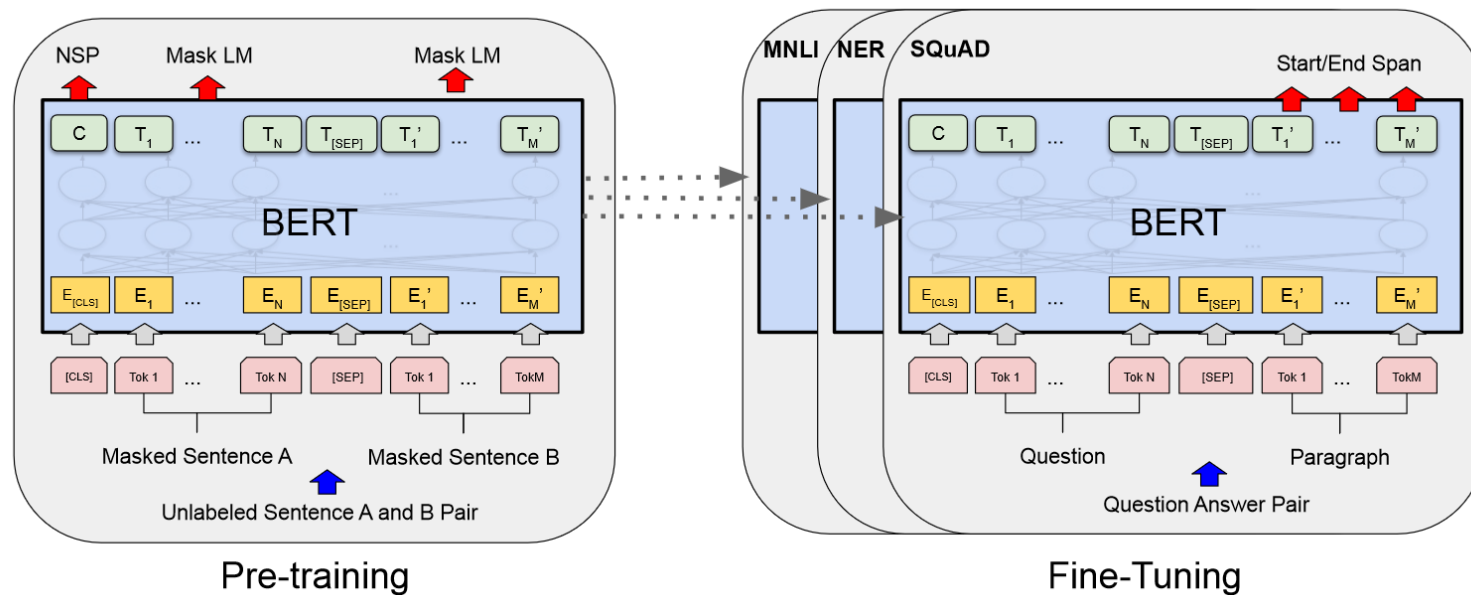 NSP Mask LM Mask LM
C T1 ... TN T[SEP] T1’ ... TM’
...
BERT
...
E[CLS] E1 ... EN E[SEP] E1’ ... EM’
[CLS] Tok 1 ... Tok N [SEP] Tok 1 ... TokM
Masked Sentence A Masked Sentence B
Unlabeled Sentence A and B Pair
Pre-training
MNLI NER SQuAD
Start/End Span
C T1 ... TN T[SEP] T1’ ... TM’
...
BERT
...
E[CLS] E1 ... EN E[SEP] E1’ ... EM’
[CLS] Tok 1 ... Tok N [SEP] Tok 1 ... TokM
Question Paragraph
Question Answer Pair
Fine-Tuning